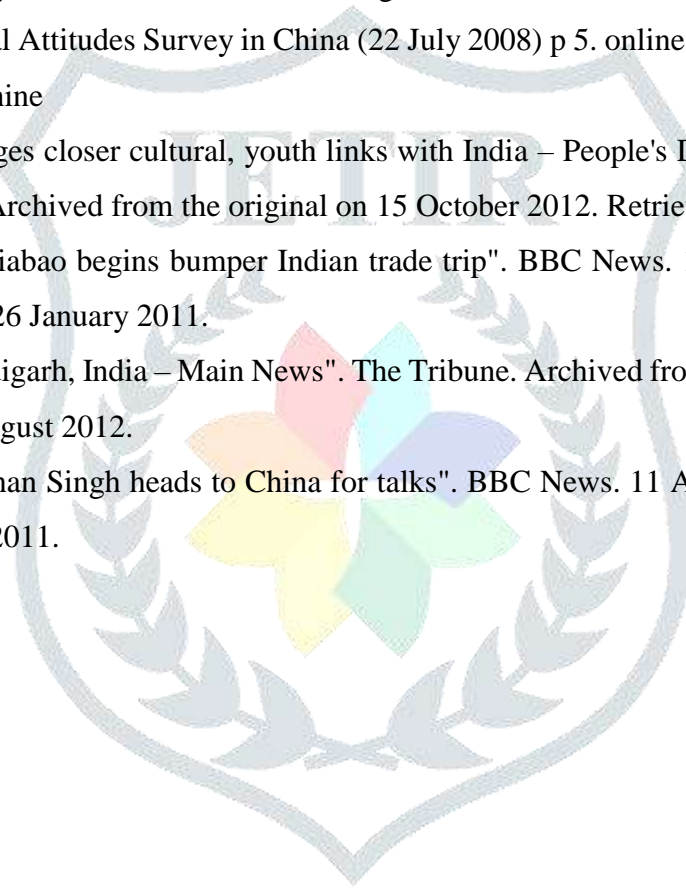 l Attitudes Survey in China (22 July 2008) p 5. online
nine
ges closer cultural, youth links with India – People's D
Archived from the original on 15 October 2012. Retrie
iabao begins bumper Indian trade trip". BBC News.
26 January 2011.
JETIR
igarh, India – Main News". The Tribune. Archived fro
gust 2012.
nan Singh heads to China for talks". BBC News. 11 A
2011.